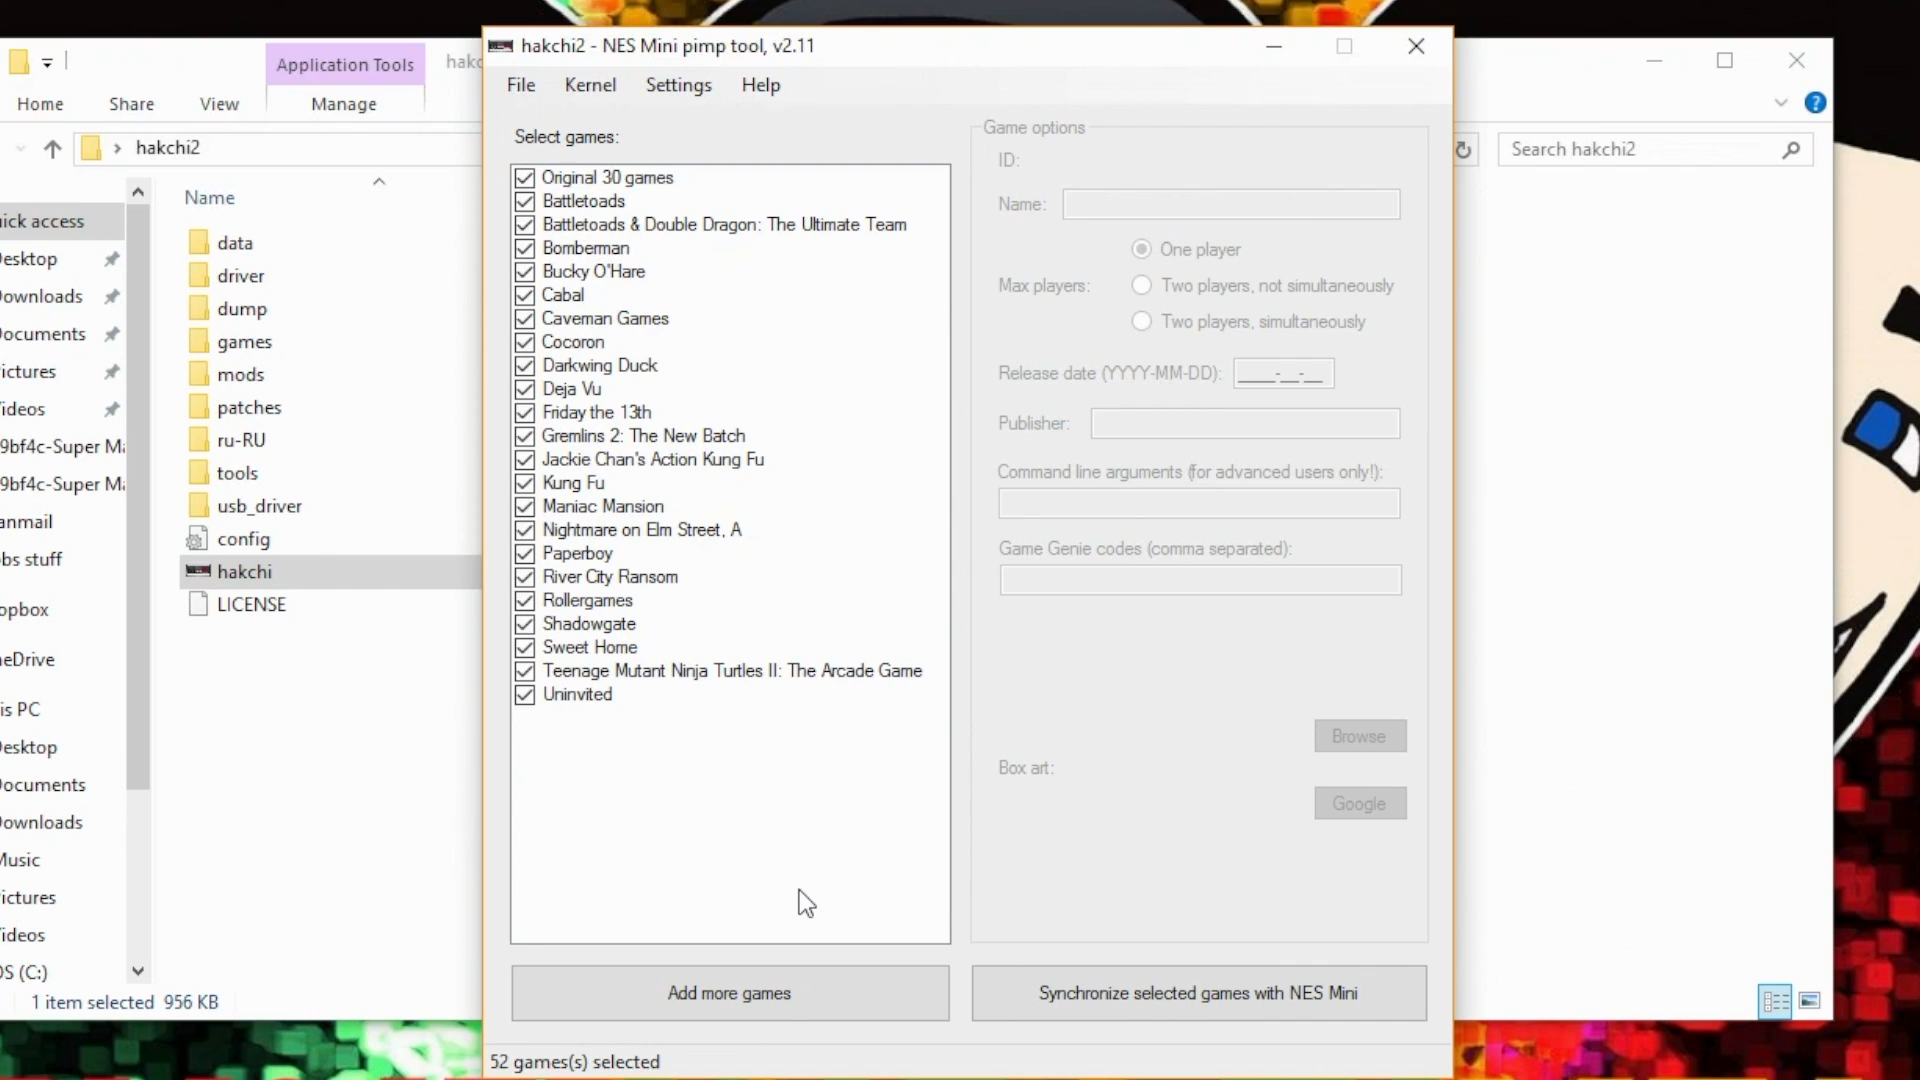 Application Tools
Home
Share
View
Manage
hakchi2
Name
data
driver
dump
games
mods
patches
ru-RU
tools
usb_driver
config
hakchi
LICENSE
1 item selected 956 KB
hakchi2 - NES Mini pimp tool, v2.11
File
Kernel
Settings
Help
Select games:
Original 30 games
Battletoads
Battletoads & Double Dragon: The Ultimate Team
Bomberman
Bucky O'Hare
Cabal
Caveman Games
Cocoron
Darkwing Duck
Deja Vu
Friday the 13th
Gremlins 2: The New Batch
Jackie Chan's Action Kung Fu
Kung Fu
Maniac Mansion
Nightmare on Elm Street, A
Paperboy
River City Ransom
Rollergames
Shadowgate
Sweet Home
Teenage Mutant Ninja Turtles II: The Arcade Game
Uninvited
Add more games
52 games(s) selected
Game options
ID:
Name:
One player
Max players:
Two players, not simultaneously
Two players, simultaneously
Release date (YYYY-MM-DD): ____-__-__
Publisher:
Command line arguments (for advanced users only!):
Game Genie codes (comma separated):
Browse
Box art:
Google
Synchronize selected games with NES Mini
Search hakchi2